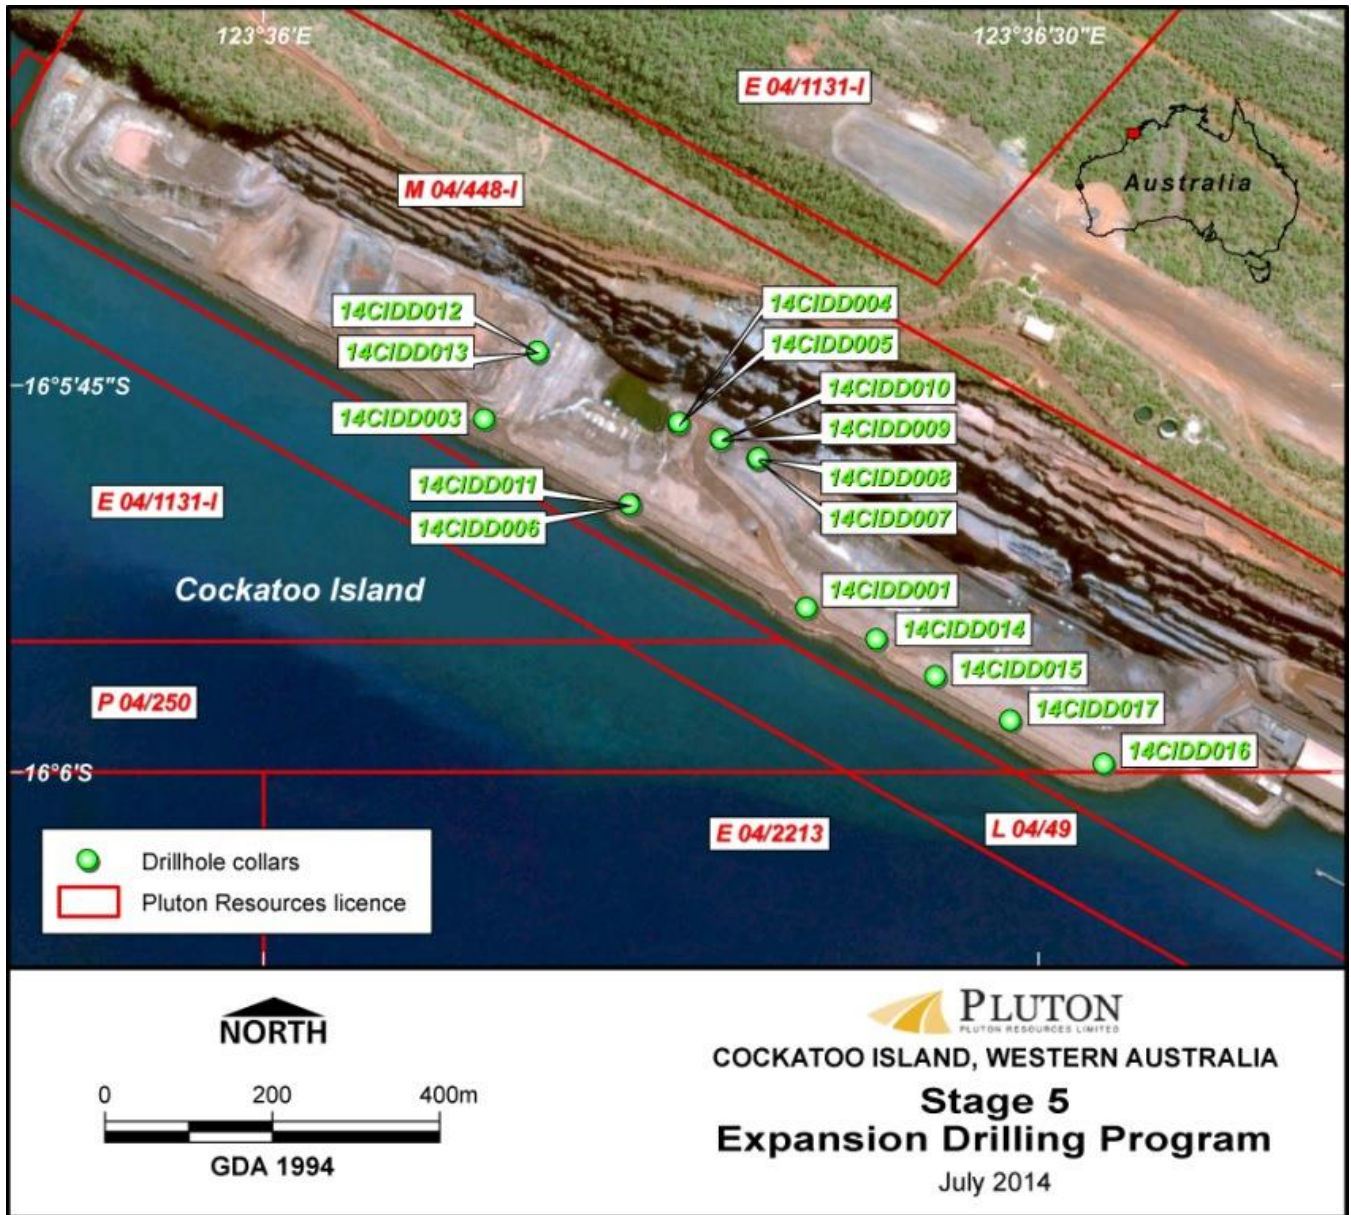 123°36'E
123°36'30"E
E 04/1131-I
M 04/448-I
Australia
14CIDD012
14CIDD004
14CIDD013
14CIDD005
16°5'45"S
14CIDD010
14CIDD003
14CIDD009
14CIDD011
14CIDD008
E 04/1131-I
14CIDD006
14CIDD007
Cockatoo Island
14CIDD001
14CIDD014
14CIDD015
P 04/250
14CIDD017
14CIDD016
16°6'S
E 04/2213
L 04/49
Drillhole collars
Pluton Resources licence
NORTH
0 200 400m
GDA 1994
PLUTON
PLUTON RESOURCES LIMITED
COCKATOO ISLAND, WESTERN AUSTRALIA
Stage 5
Expansion Drilling Program
July 2014